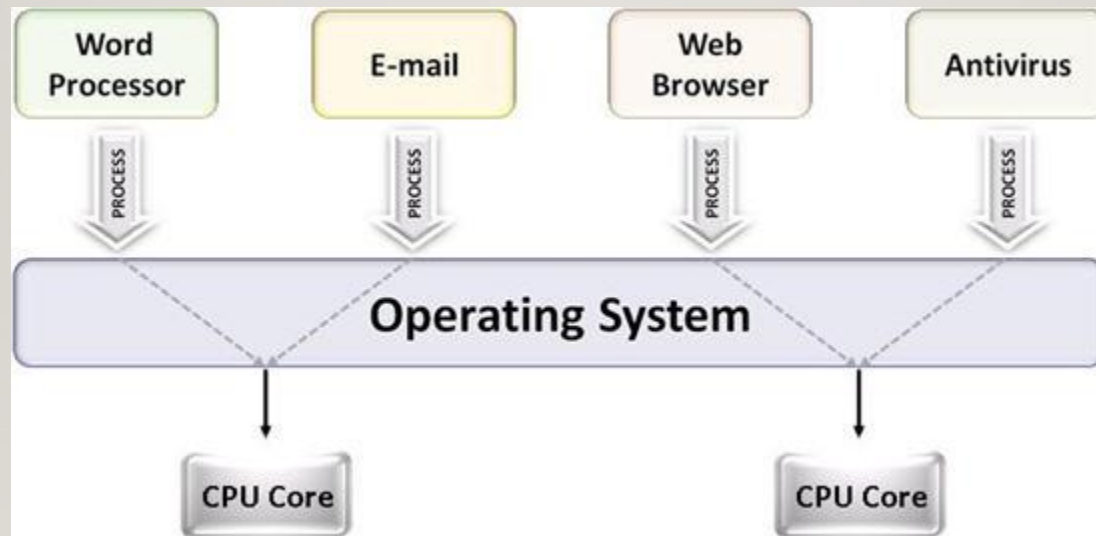 Word
Processor
E-mail
Web
Browser
Antivirus
PROCESS
PROCESS
PROCESS
PROCESS
Operating System
CPU Core
CPU Core